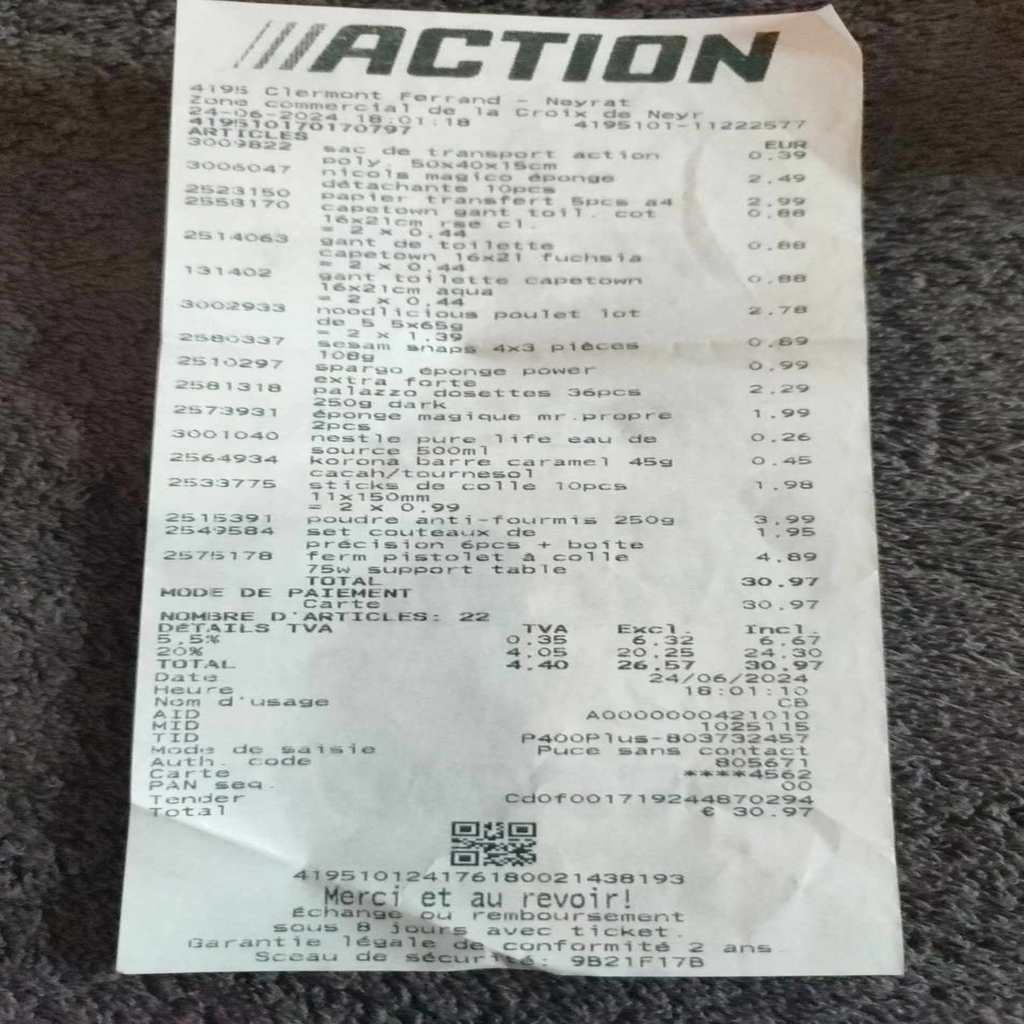 ACTION
4195 Clermont Ferrand - Neyrat
Zone commercial de la Croix de Neyr
24-06-2024 18:01:18 4195101-11222577
419510170170797
ARTICLES EUR
3009822 sac de transport action 0.39
poly. 50x40x15cm
3006047 nicols magico éponge 2.49
détachante 10pcs
2523150 papier transfert 5pcs a4 2.99
2558170 capetown gant toil. cot 0.88
16x21cm rse cl.
= 2 x 0.44
2514063 gant de toilette 0.88
capetown 16x21 fuchsia
= 2 x 0.44
131402 gant toilette capetown 0.88
16x21cm aqua
= 2 x 0.44
3002933 noodlicious poulet lot 2.78
de 5 5x65g
= 2 x 1.39
2580337 sesam snaps 4x3 pièces 0.89
108g
2510297 spargo éponge power 0.99
extra forte
2581318 palazzo dosettes 36pcs 2.29
250g dark
2573931 éponge magique mr.propre 1.99
2pcs
3001040 nestle pure life eau de 0.26
source 500ml
2564934 korona barre caramel 45g 0.45
cacah/tournesol
2533775 sticks de colle 10pcs 1.98
11x150mm
= 2 x 0.99
2515391 poudre anti-fourmis 250g 3.99
2549584 set couteaux de 1.95
précision 6pcs + boîte
2575178 ferm pistolet à colle 4.89
75w support table
TOTAL 30.97
MODE DE PAIEMENT
Carte 30.97
NOMBRE D'ARTICLES: 22
DÉTAILS TVA TVA Excl. Incl.
5.5% 0.35 6.32 6.67
20% 4.05 20.25 24.30
TOTAL 4.40 26.57 30.97
Date 24/06/2024
Heure 18:01:10
Nom d'usage CB
AID A0000000421010
MID 1025115
TID P400Plus-803732457
Mode de saisie Puce sans contact
Auth. code 805671
Carte ****4562
PAN seq. 00
Tender Cd0f001719244870294
Total € 30.97
419510124176180021438193
Merci et au revoir!
Échange ou remboursement
sous 8 jours avec ticket.
Garantie légale de conformité 2 ans.
Sceau de sécurité: 9B21F17B